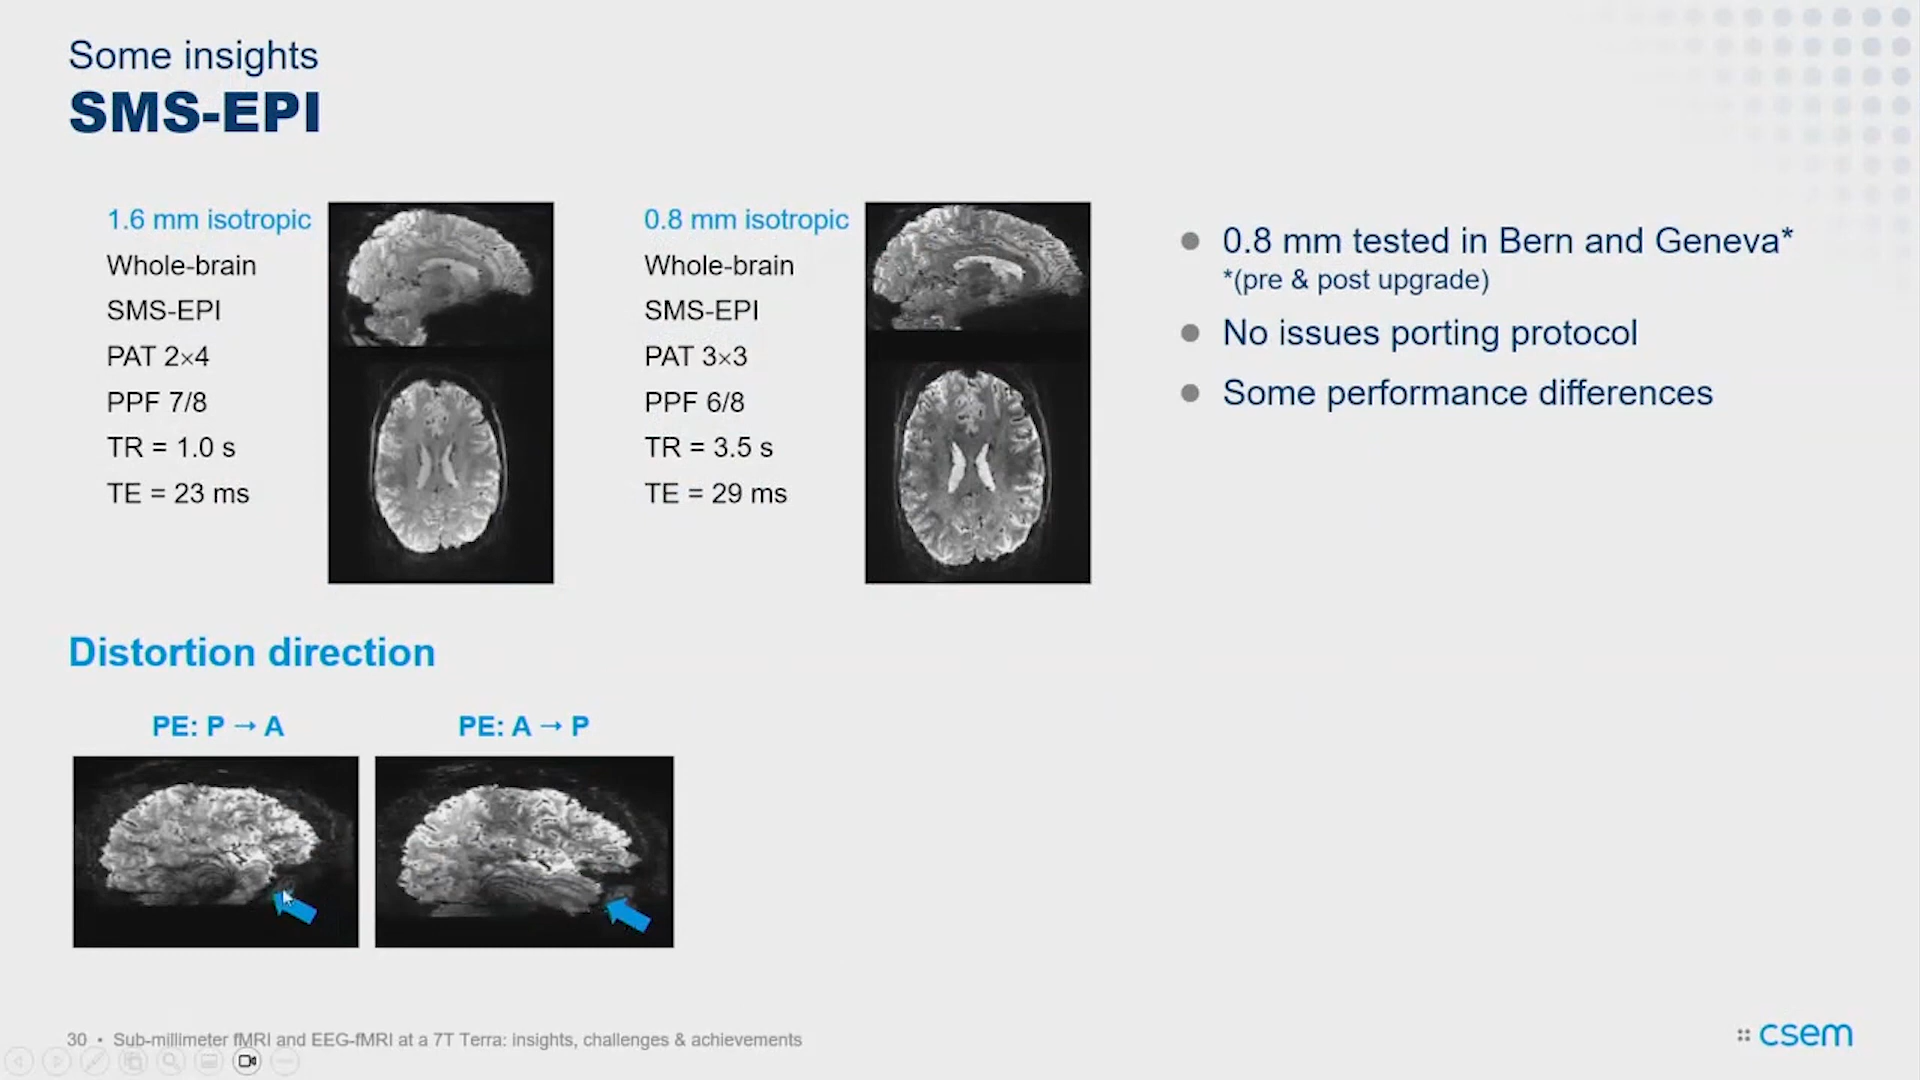 Some insights
SMS-EPI
1.6 mm isotropic
Whole-brain
SMS-EPI
PAT 2×4
PPF 7/8
TR = 1.0 s
TE = 23 ms
0.8 mm isotropic
Whole-brain
SMS-EPI
PAT 3×3
PPF 6/8
TR = 3.5 s
TE = 29 ms
0.8 mm tested in Bern and Geneva*
*(pre & post upgrade)
No issues porting protocol
Some performance differences
Distortion direction
PE: P → A
PE: A → P
30 • Sub-millimeter fMRI and EEG-fMRI at a 7T Terra: insights, challenges & achievements
csem